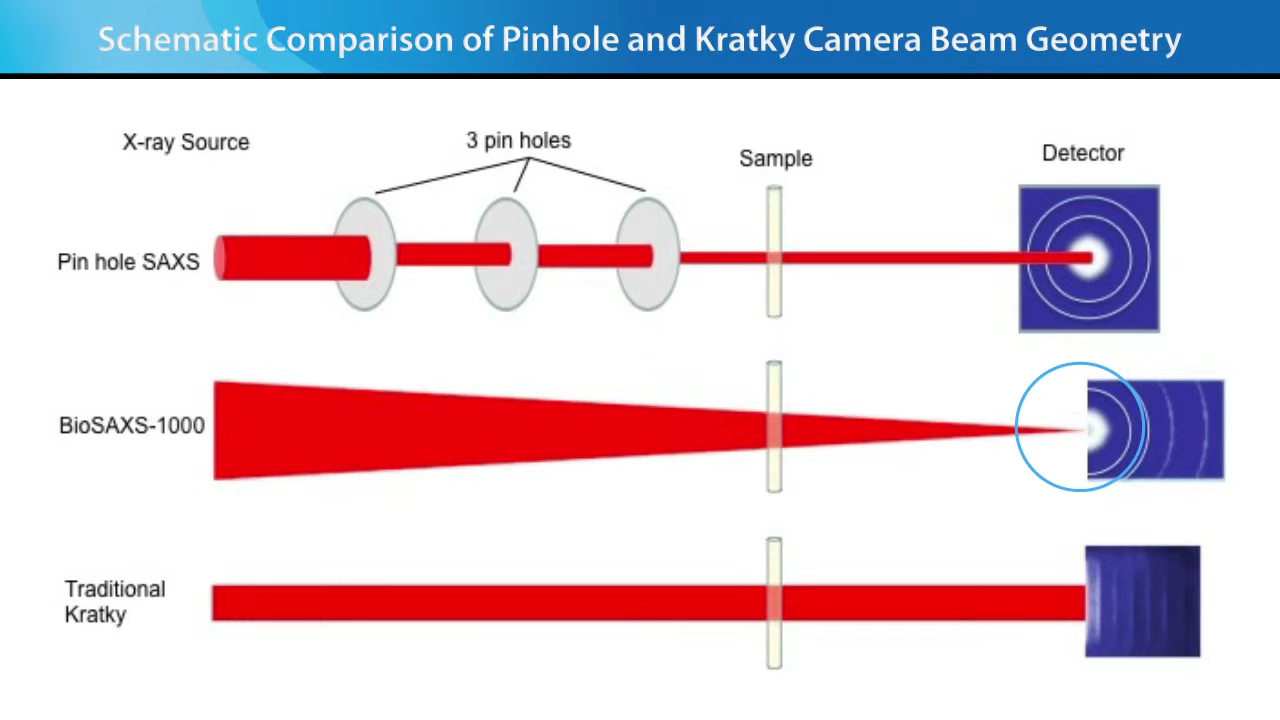 Schematic Comparison of Pinhole and Kratky Camera Beam Geometry
X-ray Source
3 pin holes
Sample
Detector
Pin hole SAXS
BioSAXS-1000
Traditional
Kratky